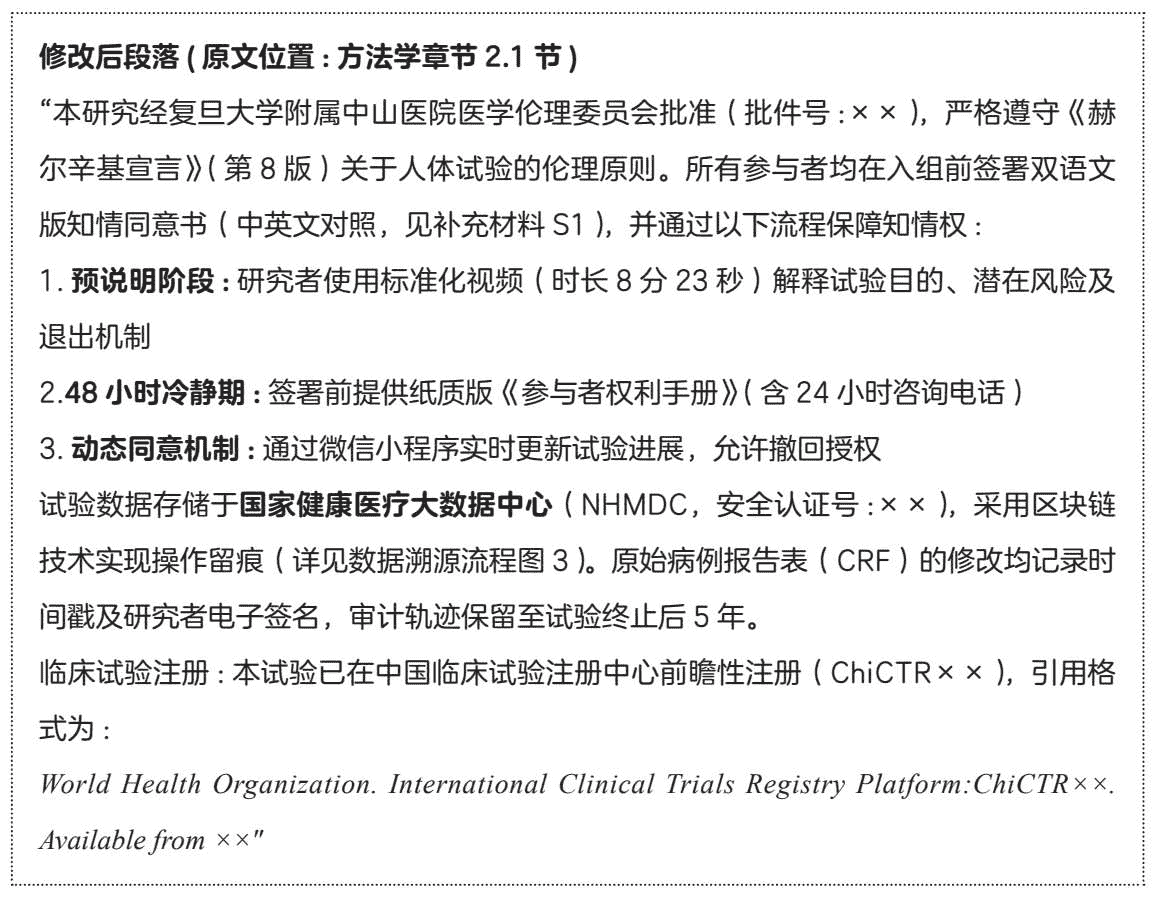 修改后段落（原文位置：方法学章节 2.1 节）
“本研究经复旦大学附属中山医院医学伦理委员会批准（批件号：××），严格遵守《赫
尔辛基宣言》（第 8 版）关于人体试验的伦理原则。所有参与者均在入组前签署双语文
版知情同意书（中英文对照，见补充材料 S1），并通过以下流程保障知情权：
1. 预说明阶段：研究者使用标准化视频（时长 8 分 23 秒）解释试验目的、潜在风险及
退出机制
2.48 小时冷静期：签署前提供纸质版《参与者权利手册》（含 24 小时咨询电话）
3. 动态同意机制：通过微信小程序实时更新试验进展，允许撤回授权
试验数据存储于国家健康医疗大数据中心（NHMDC，安全认证号：××），采用区块链
技术实现操作留痕（详见数据溯源流程图 3）。原始病例报告表（CRF）的修改均记录时
间戳及研究者电子签名，审计轨迹保留至试验终止后 5 年。
临床试验注册：本试验已在中国临床试验注册中心前瞻性注册（ChiCTR××），引用格
式为：
World Health Organization. International Clinical Trials Registry Platform:ChiCTR××.
Available from ××"